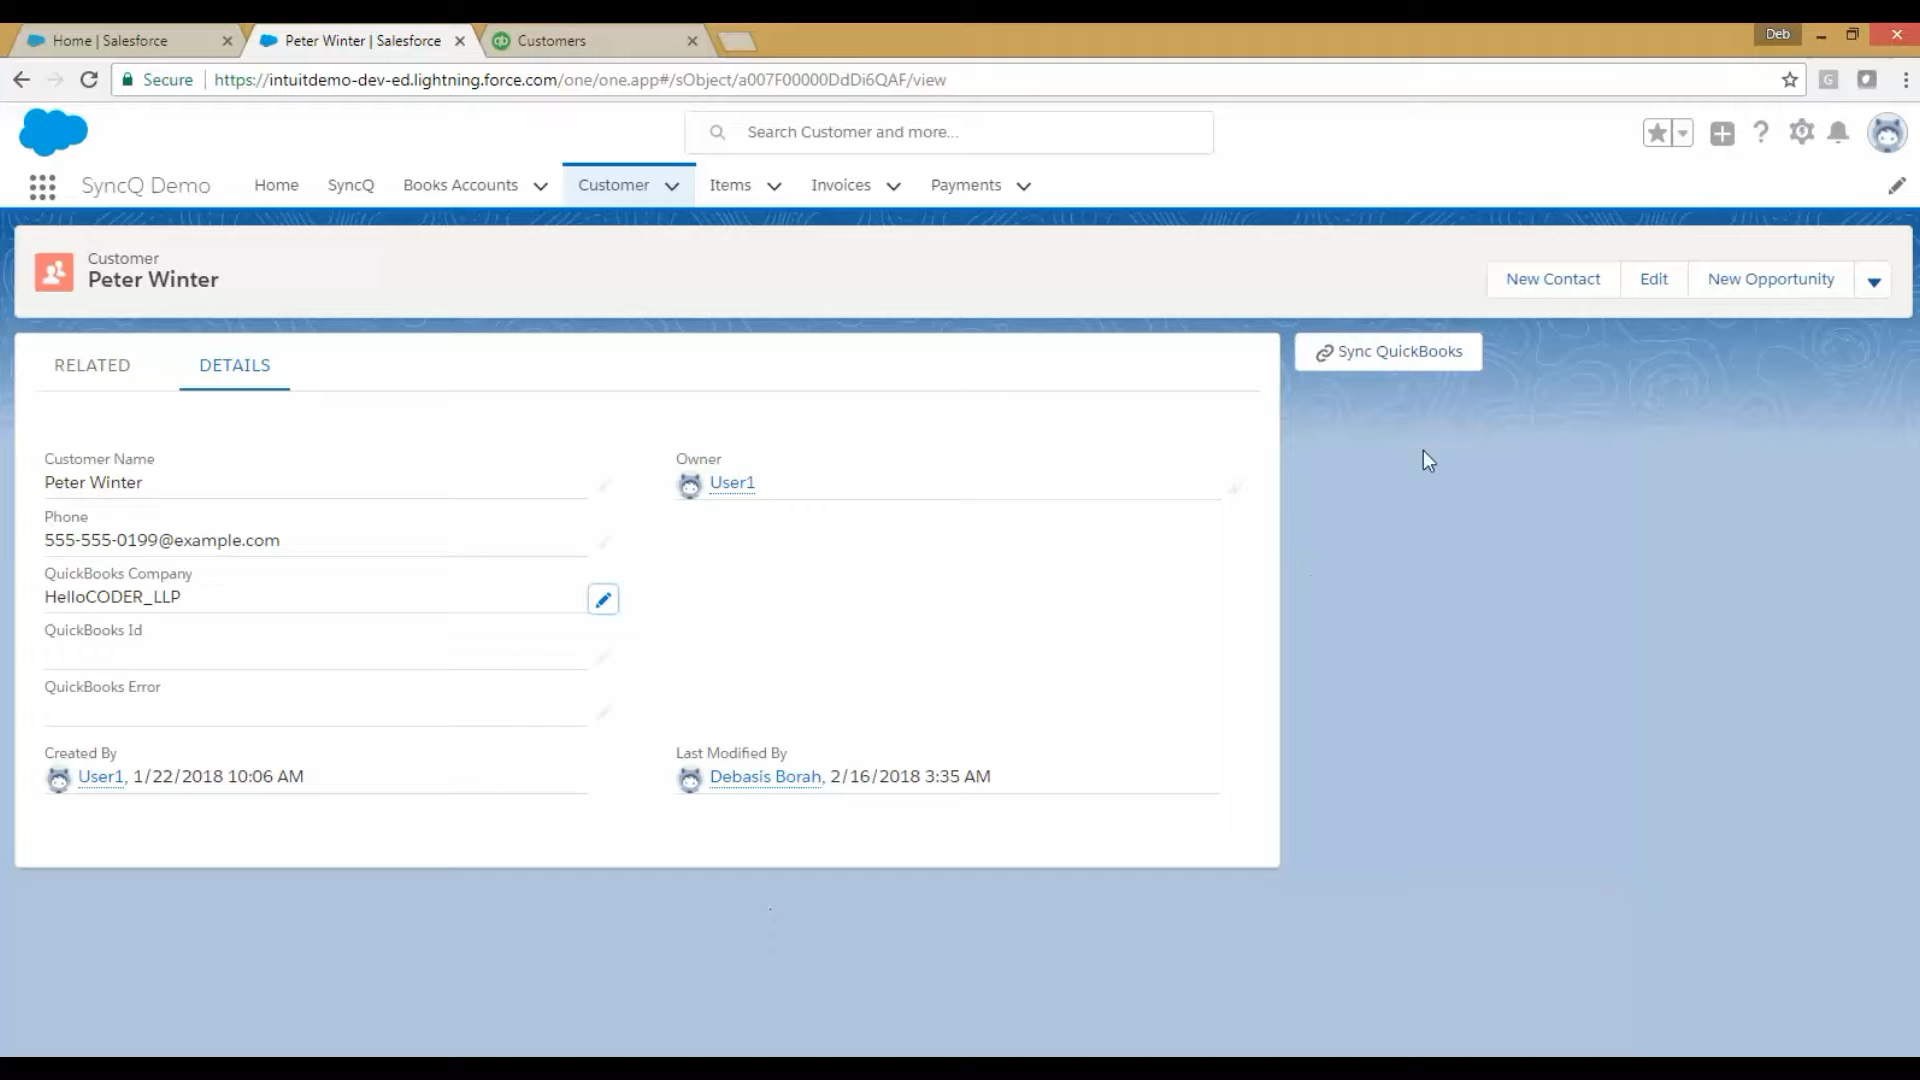 Home | Salesforce
Peter Winter | Salesforce
qb Customers
Deb
Secure https://intuitdemo-dev-ed.lightning.force.com/one/one.app#/sObject/a007F00000DdDi6QAF/view
G
Search Customer and more...
SyncQ Demo Home SyncQ Books Accounts Customer Items Invoices Payments
Customer
Peter Winter
New Contact Edit New Opportunity
RELATED DETAILS
Sync QuickBooks
Customer Name
Peter Winter
Owner
User1
Phone
555-555-0199@example.com
QuickBooks Company
HelloCODER_LLP
QuickBooks Id
QuickBooks Error
Created By
User1, 1/22/2018 10:06 AM
Last Modified By
Debasis Borah, 2/16/2018 3:35 AM